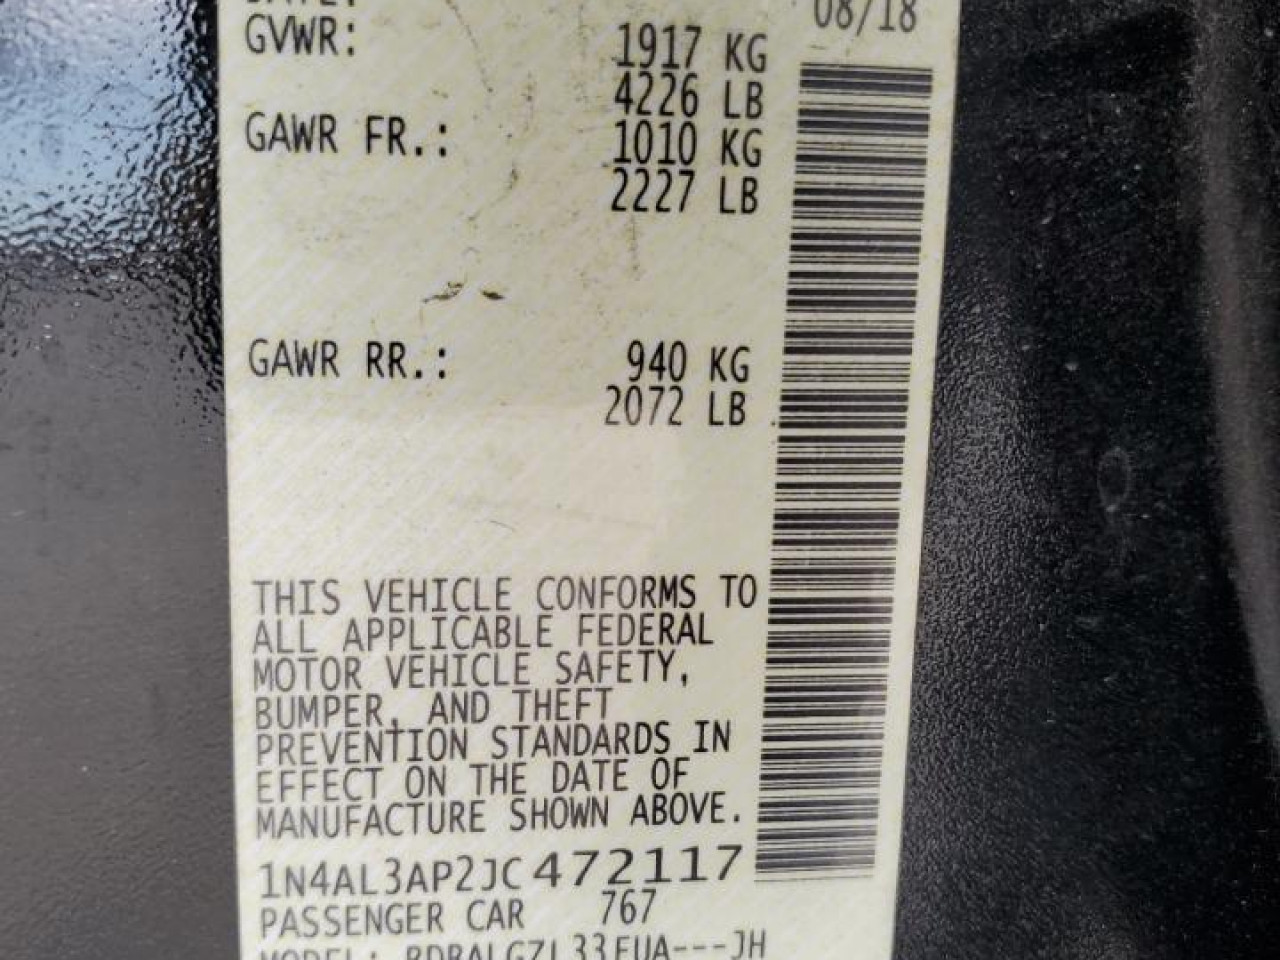 08/18
GVWR: 1917 KG
4226 LB
GAWR FR.: 1010 KG
2227 LB
GAWR RR.: 940 KG
2072 LB
THIS VEHICLE CONFORMS TO
ALL APPLICABLE FEDERAL
MOTOR VEHICLE SAFETY,
BUMPER, AND THEFT
PREVENTION STANDARDS IN
EFFECT ON THE DATE OF
MANUFACTURE SHOWN ABOVE.
1N4AL3AP2JC472117
PASSENGER CAR 767
MODEL: